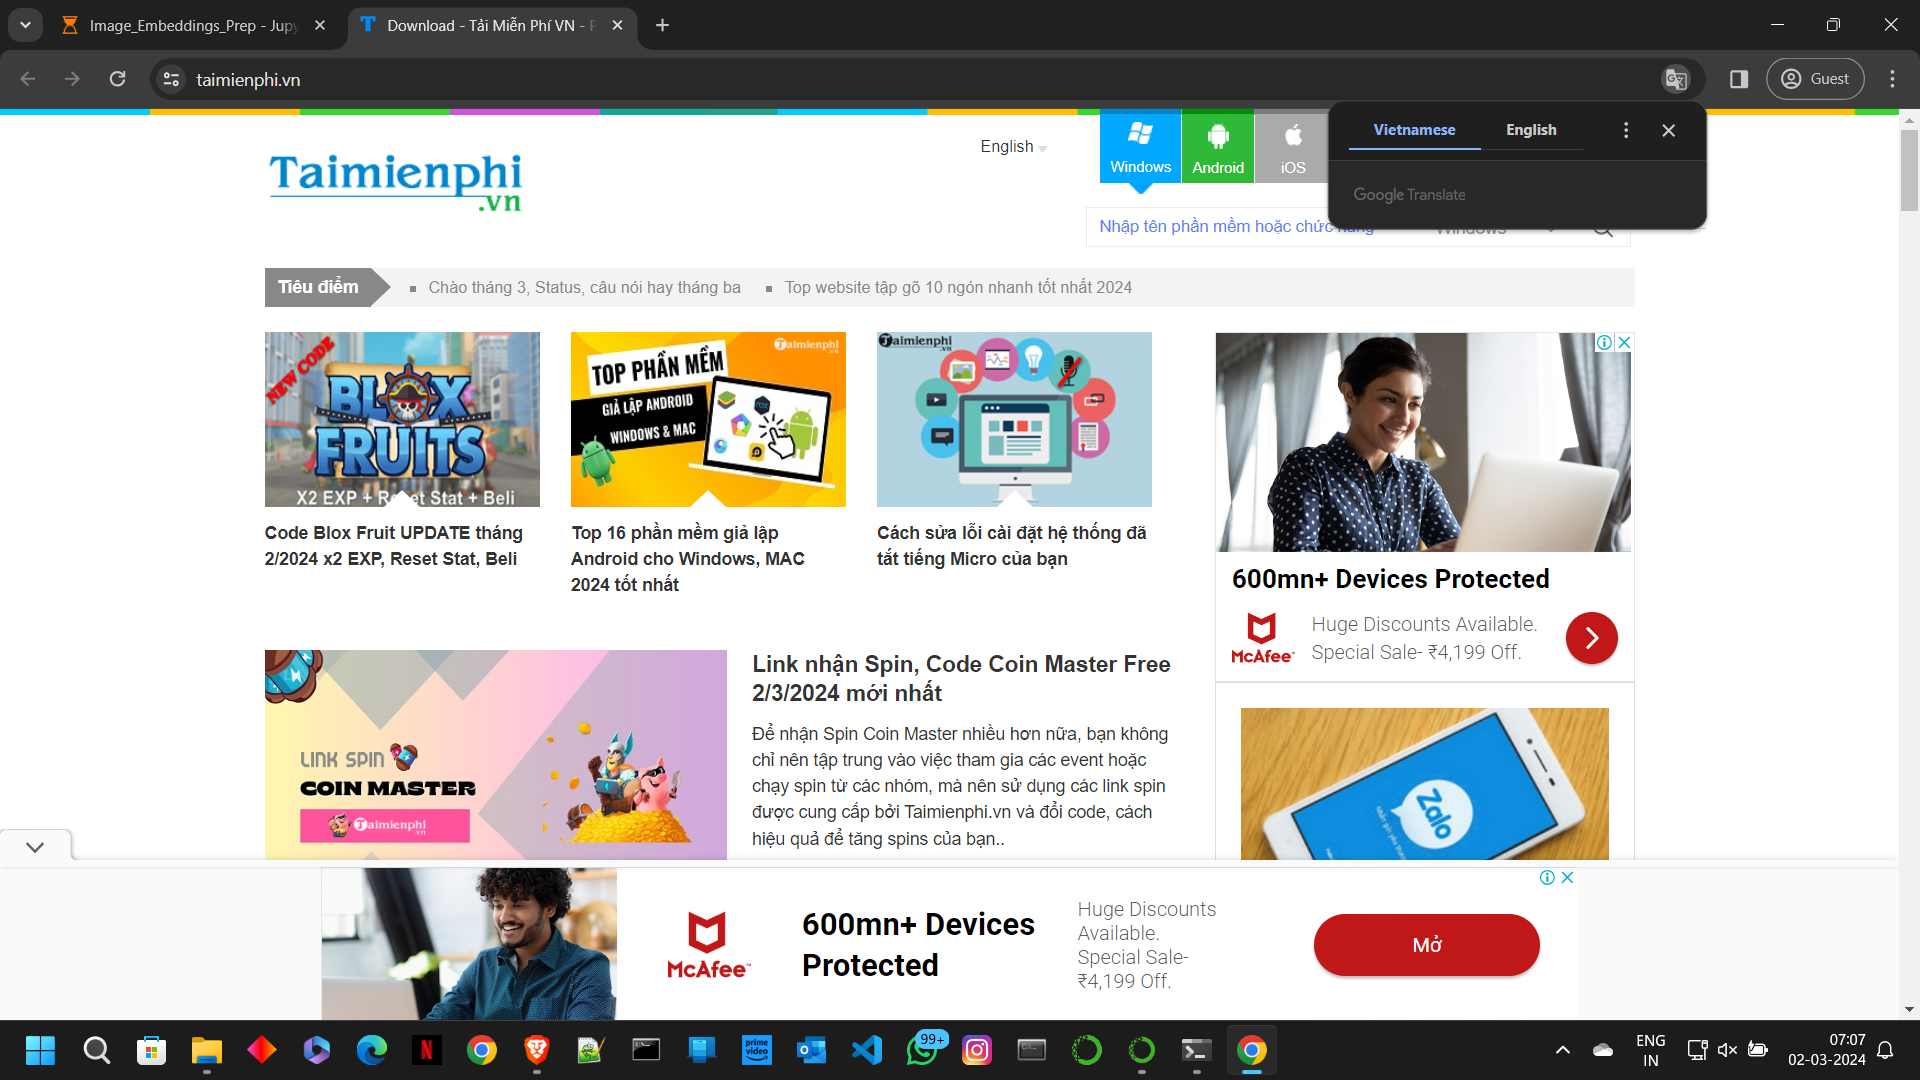 Image_Embeddings_Prep - Jupy
Download - Tải Miễn Phí VN - P
taimienphi.vn
Guest
Vietnamese
English
Google Translate
Taimienphi
.vn
English
Windows
Android
iOS
Nhập tên phần mềm hoặc chức năng
Windows
Tiêu điểm
Chào tháng 3, Status, câu nói hay tháng ba
Top website tập gõ 10 ngón nhanh tốt nhất 2024
NEW CODE
BLOX
FRUITS
X2 EXP + Reset Stat + Beli
Taimienphi
.vn
TOP PHẦN MỀM
GIẢ LẬP ANDROID
WINDOWS & MAC
Taimienphi
.vn
Code Blox Fruit UPDATE tháng
2/2024 x2 EXP, Reset Stat, Beli
Top 16 phần mềm giả lập
Android cho Windows, MAC
2024 tốt nhất
Cách sửa lỗi cài đặt hệ thống đã
tắt tiếng Micro của bạn
600mn+ Devices Protected
McAfee
Huge Discounts Available.
Special Sale- ₹4,199 Off.
LINK SPIN
COIN MASTER
Taimienphi
.vn
Link nhận Spin, Code Coin Master Free
2/3/2024 mới nhất
Để nhận Spin Coin Master nhiều hơn nữa, bạn không
chỉ nên tập trung vào việc tham gia các event hoặc
chạy spin từ các nhóm, mà nên sử dụng các link spin
được cung cấp bởi Taimienphi.vn và đổi code, cách
hiệu quả để tăng spins của bạn..
Zalo
McAfee
600mn+ Devices
Protected
Huge Discounts
Available.
Special Sale-
₹4,199 Off.
Mở
prime
video
99+
ENG
IN
07:07
02-03-2024